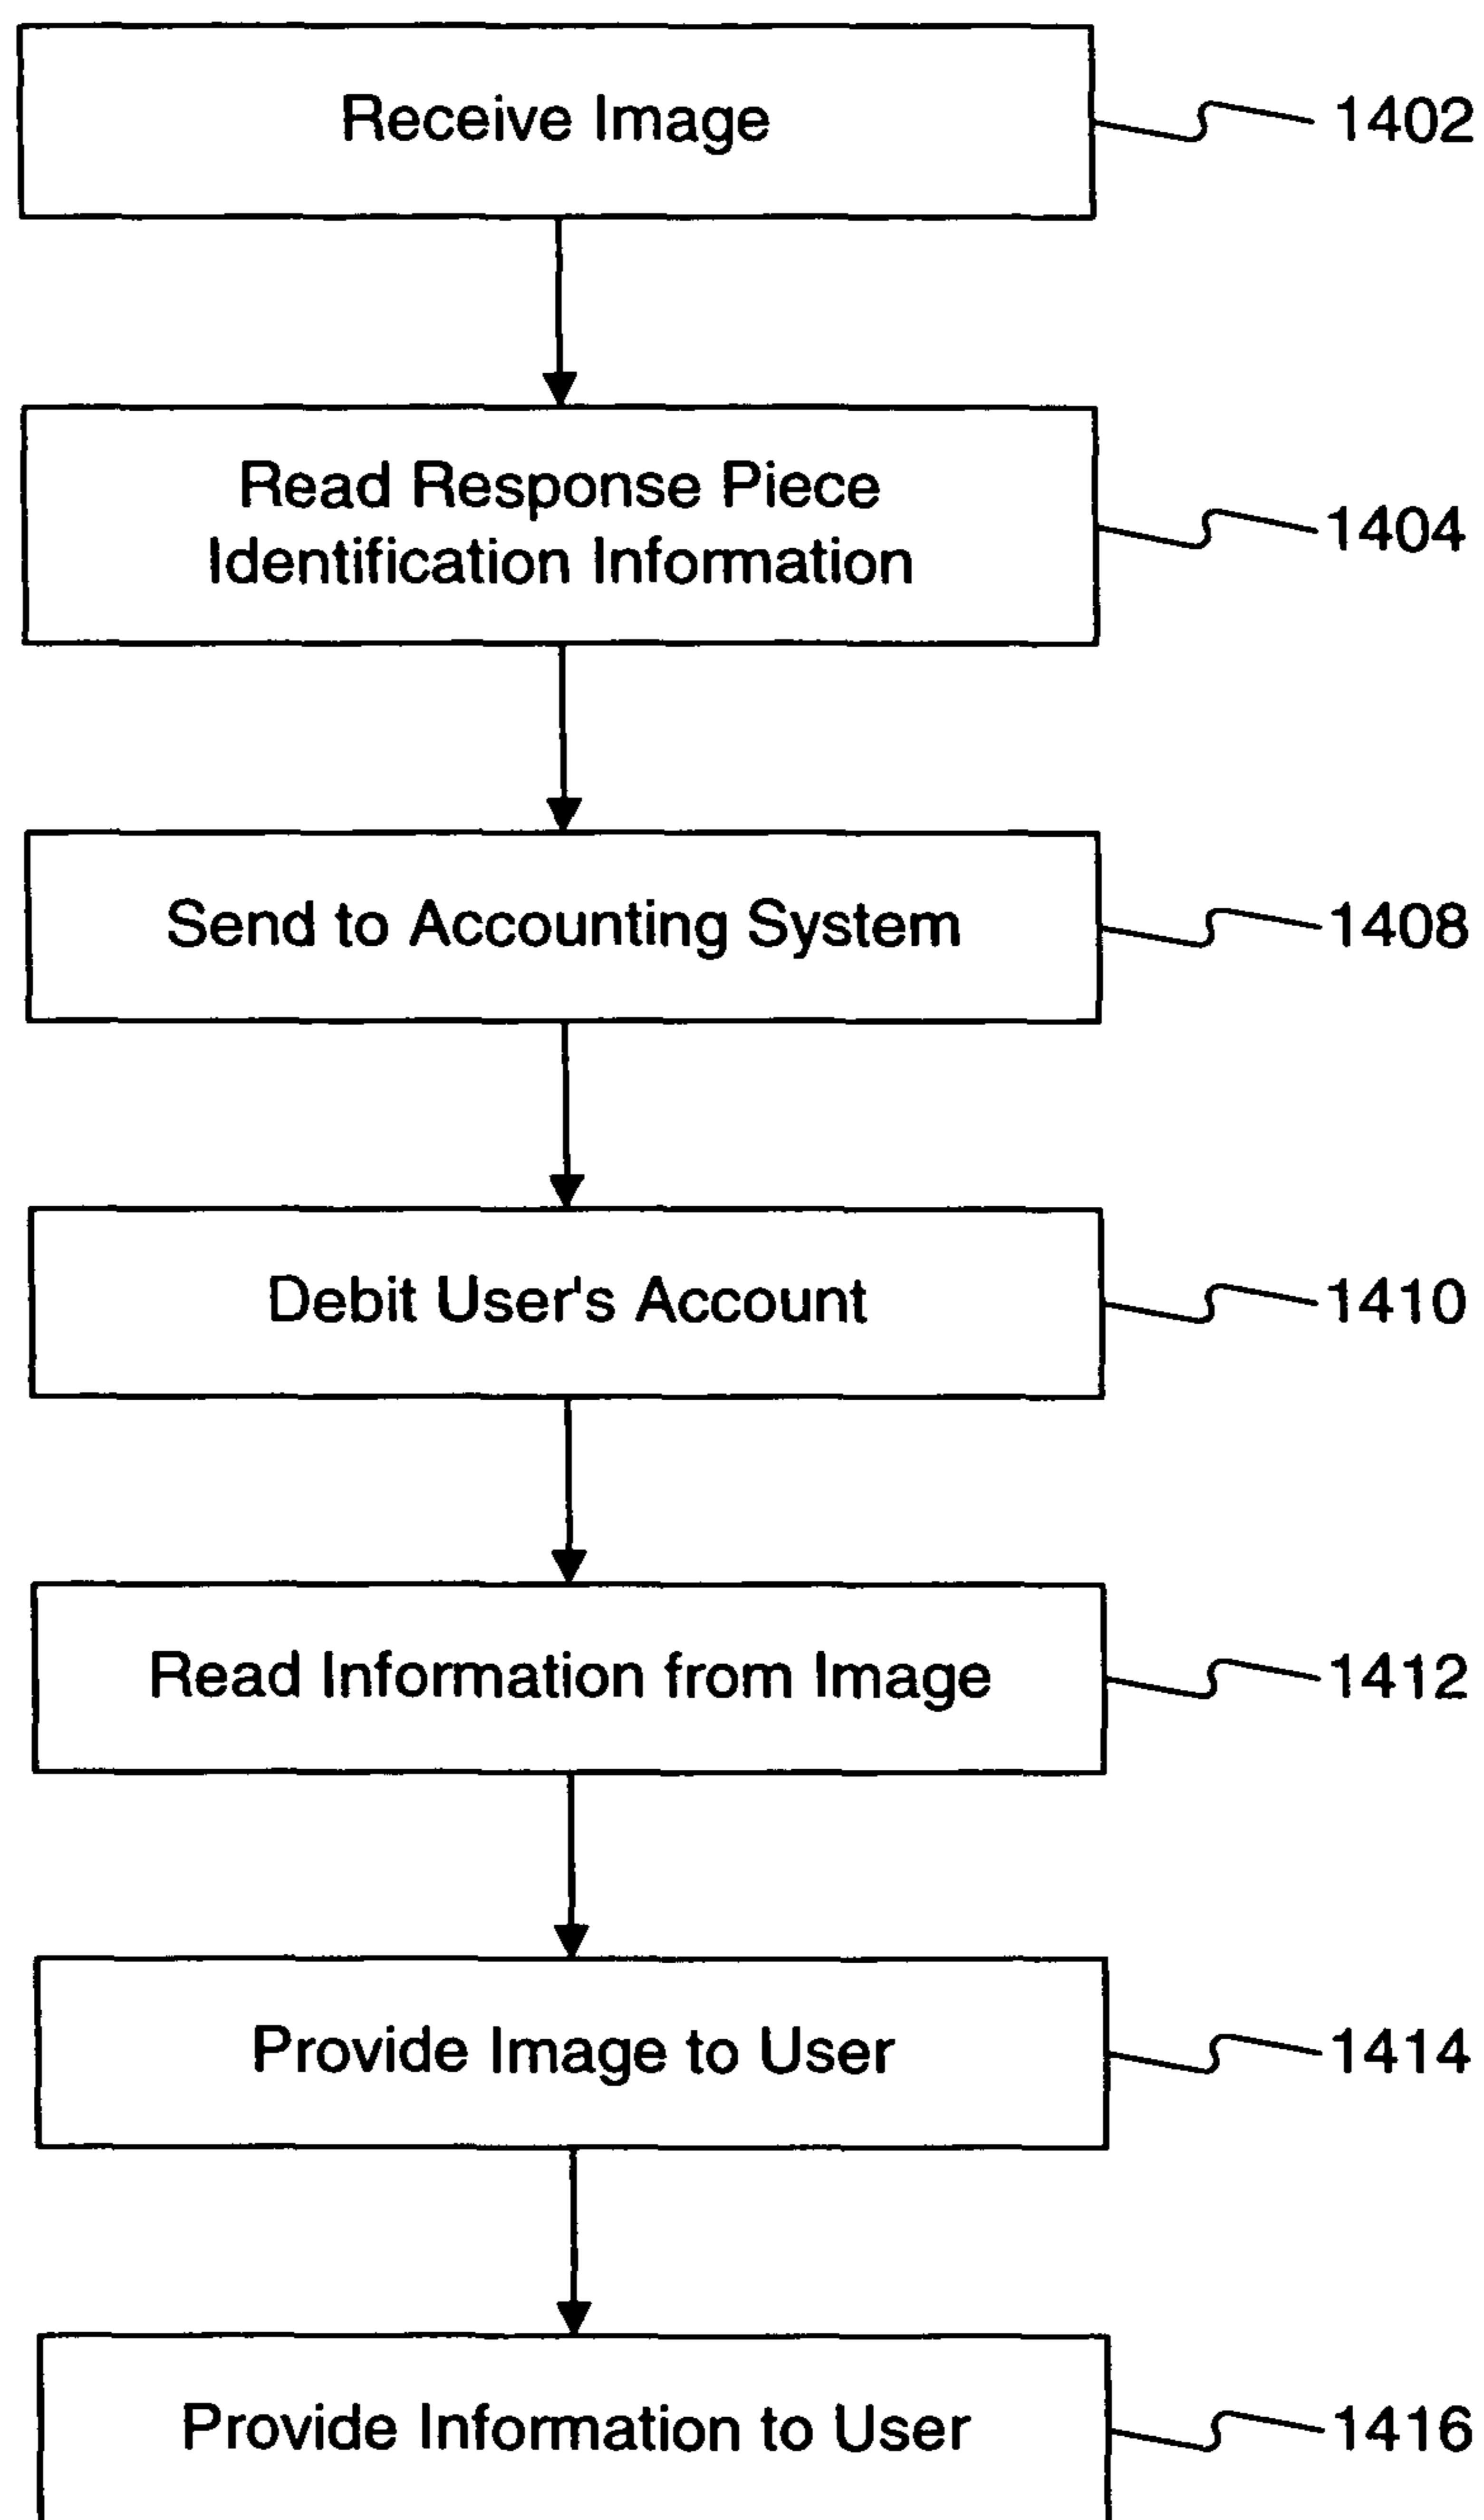 Receive Image
1402
Read Response Piece
Identification Information
1404
Send to Accounting System
1408
Debit User's Account
1410
Read Information from Image
1412
Provide Image to User
1414
Provide Information to User
1416